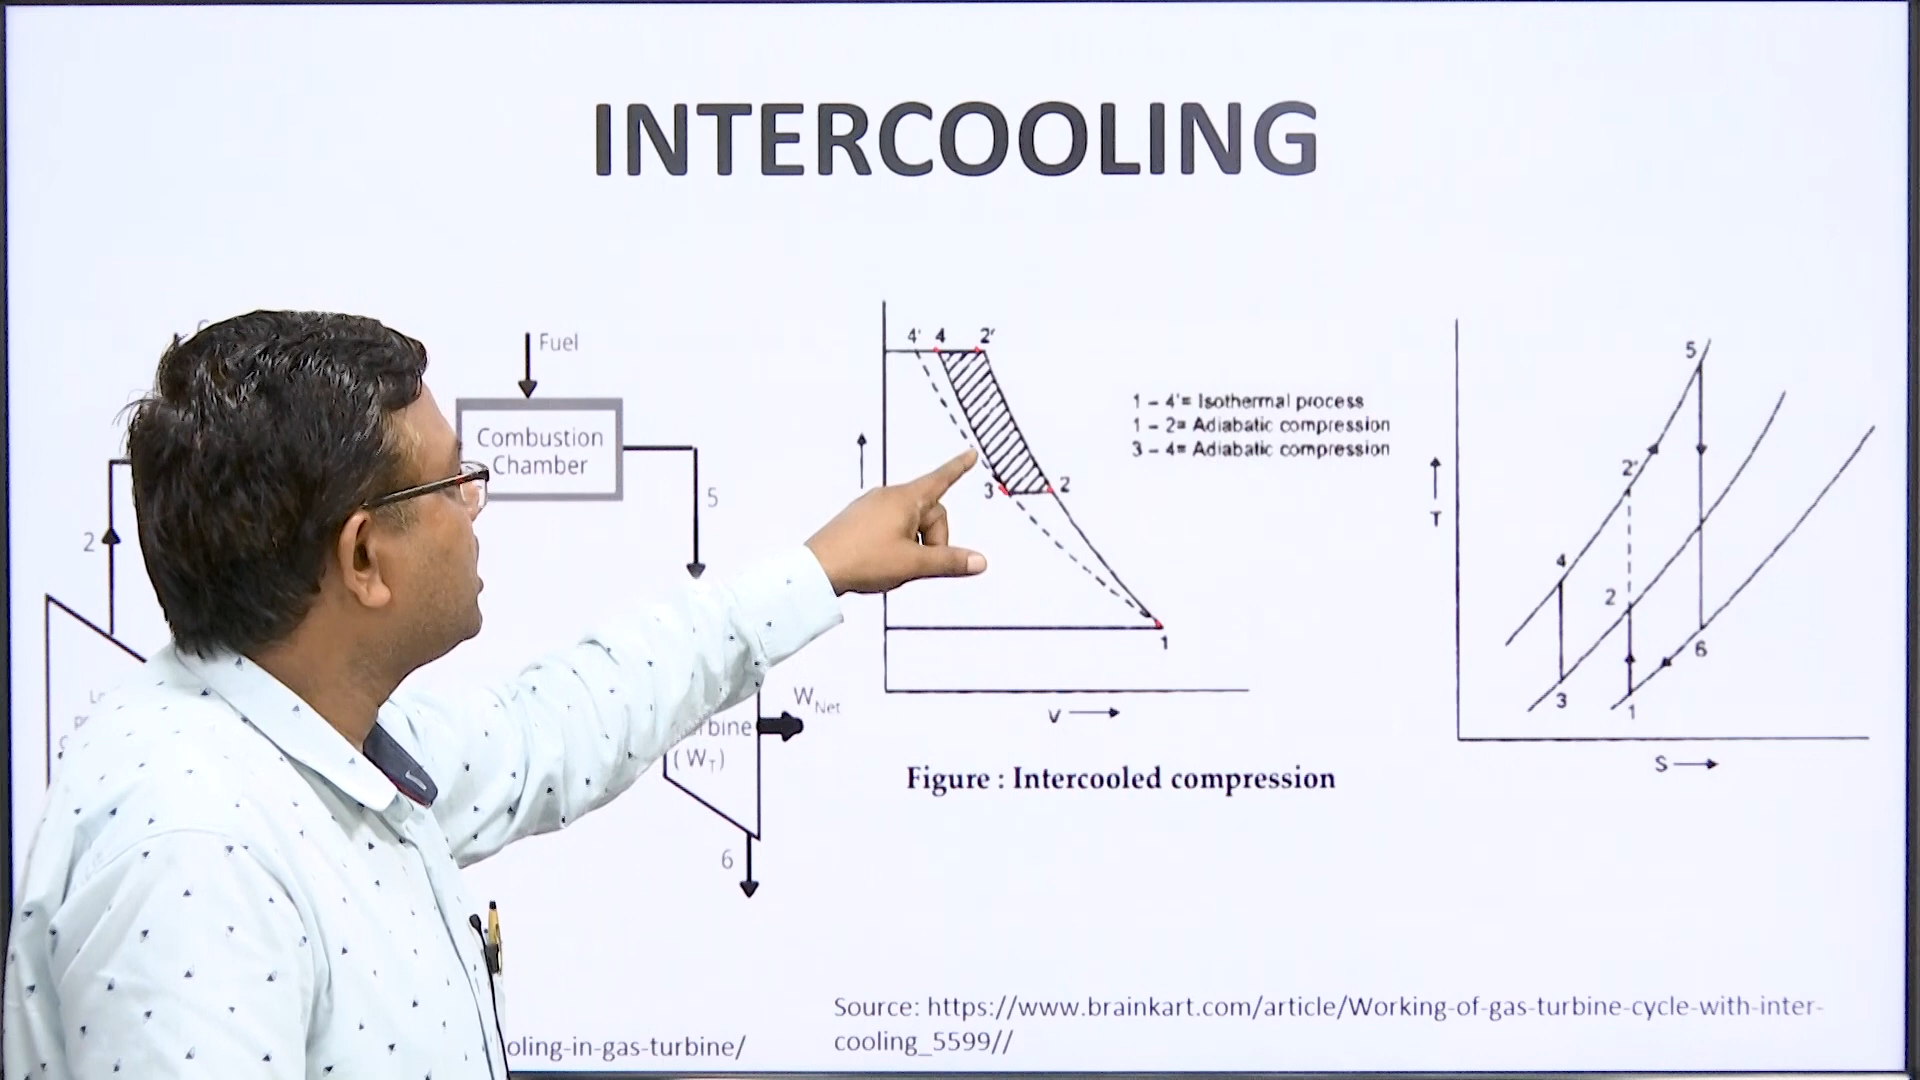 INTERCOOLING
Fuel
Combustion
Chamber
2
5
W_Net
(W_T)
6
4' 4 2'
3 2
1
V
1 - 4'= Isothermal process
1 - 2= Adiabatic compression
3 - 4= Adiabatic compression
Figure : Intercooled compression
T
5
2'
4
2
6
3 1
S
Source: https://www.brainkart.com/article/Working-of-gas-turbine-cycle-with-inter-
cooling_5599//
oling-in-gas-turbine/